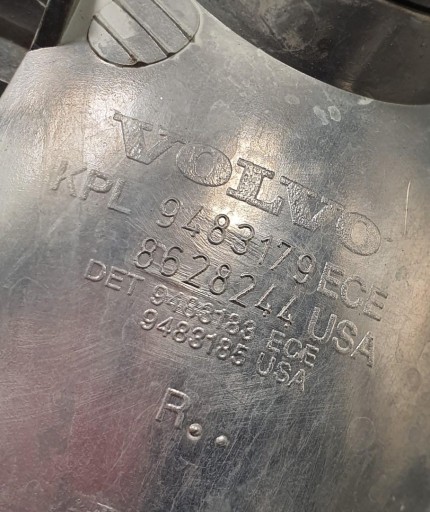 VOLVO
KPL 9483179 ECE
8628244 USA
DET 9483183 ECE
9483185 USA
R..